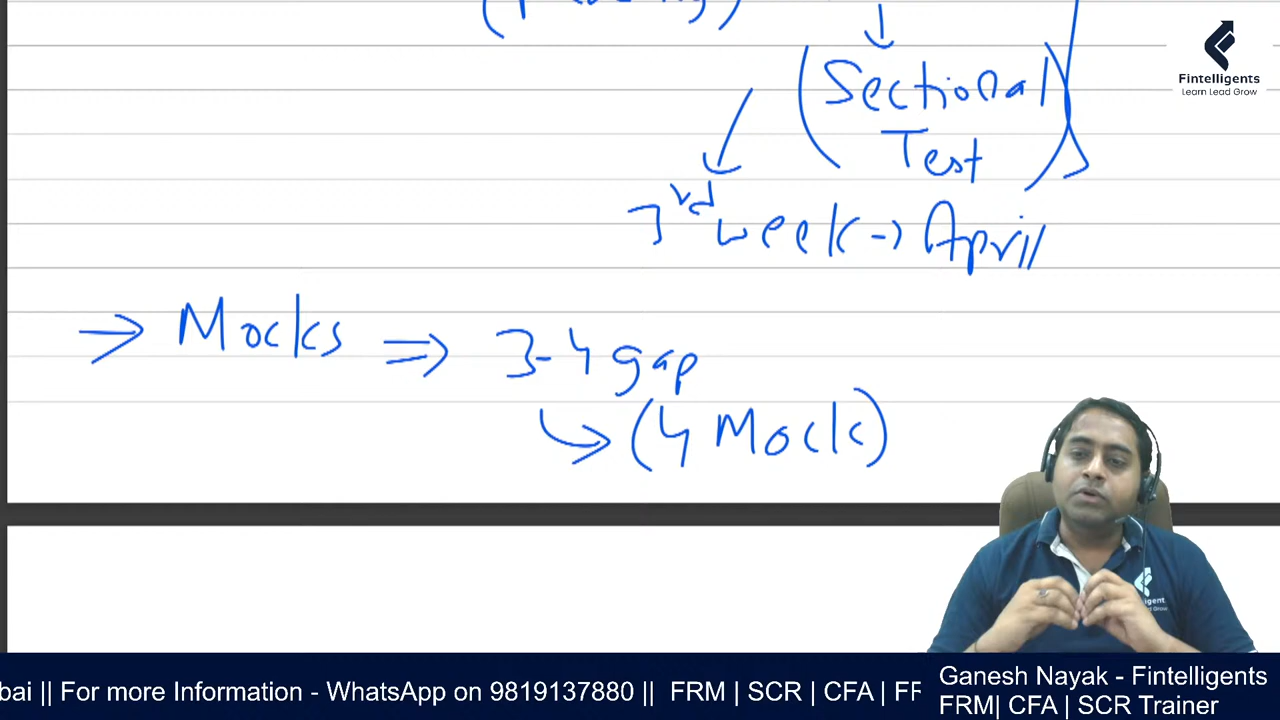 Fintelligents
Learn Lead Grow
(Sectional
Test)
3rd week → April
→ Mocks ⇒ 3-4 gap
↳ (4 Mock)
bai || For more Information - WhatsApp on 9819137880 || FRM | SCR | CFA | FF
Ganesh Nayak - Fintelligents
FRM| CFA | SCR Trainer